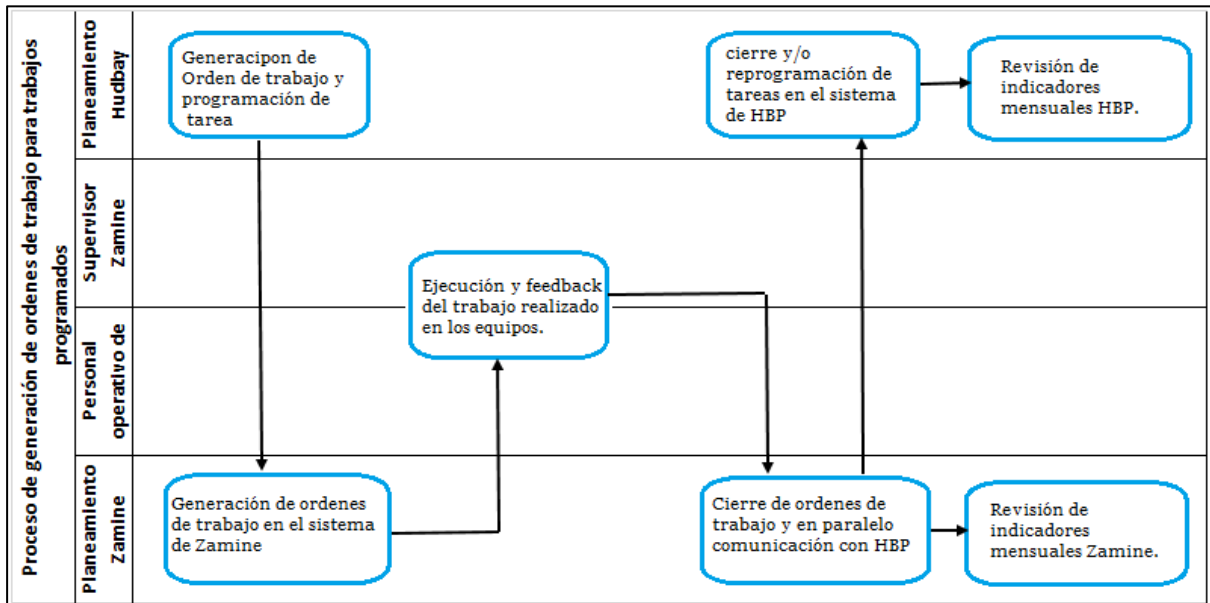 Proceso de generación de ordenes de trabajo para trabajos
programados
Planeamiento
Hudbay
Generacipon de
Orden de trabajo y
programación de
tarea
cierre y/o
reprogramación de
tareas en el sistema
de HBP
Revisión de
indicadores
mensuales HBP.
Supervisor
Zamine
Ejecución y feedback
del trabajo realizado
en los equipos.
Personal
operativo de
Planeamiento
Zamine
Generación de ordenes
de trabajo en el sistema
de Zamine
Cierre de ordenes de
trabajo y en paralelo
comunicación con HBP
Revisión de
indicadores
mensuales Zamine.